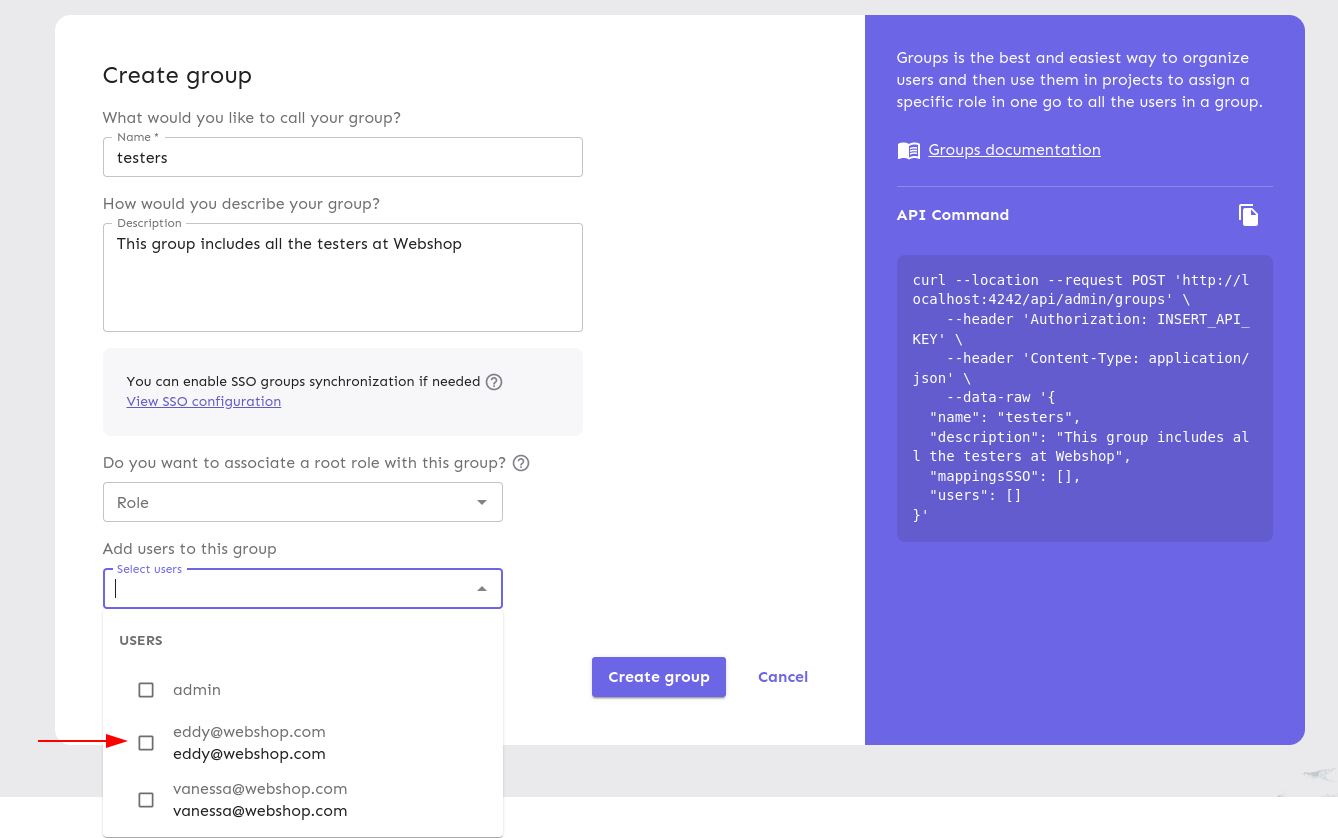 Create group
What would you like to call your group?
Name *
testers
How would you describe your group?
Description
This group includes all the testers at Webshop
You can enable SSO groups synchronization if needed
View SSO configuration
Do you want to associate a root role with this group?
Role
Add users to this group
Select users
USERS
admin
eddy@webshop.com
eddy@webshop.com
vanessa@webshop.com
vanessa@webshop.com
Create group
Cancel
Groups is the best and easiest way to organize
users and then use them in projects to assign a
specific role in one go to all the users in a group.
Groups documentation
API Command
curl --location --request POST 'http://l
ocalhost:4242/api/admin/groups' \
    --header 'Authorization: INSERT_API_
KEY' \
    --header 'Content-Type: application/
json' \
    --data-raw '{
  "name": "testers",
  "description": "This group includes al
l the testers at Webshop",
  "mappingsSSO": [],
  "users": []
}'